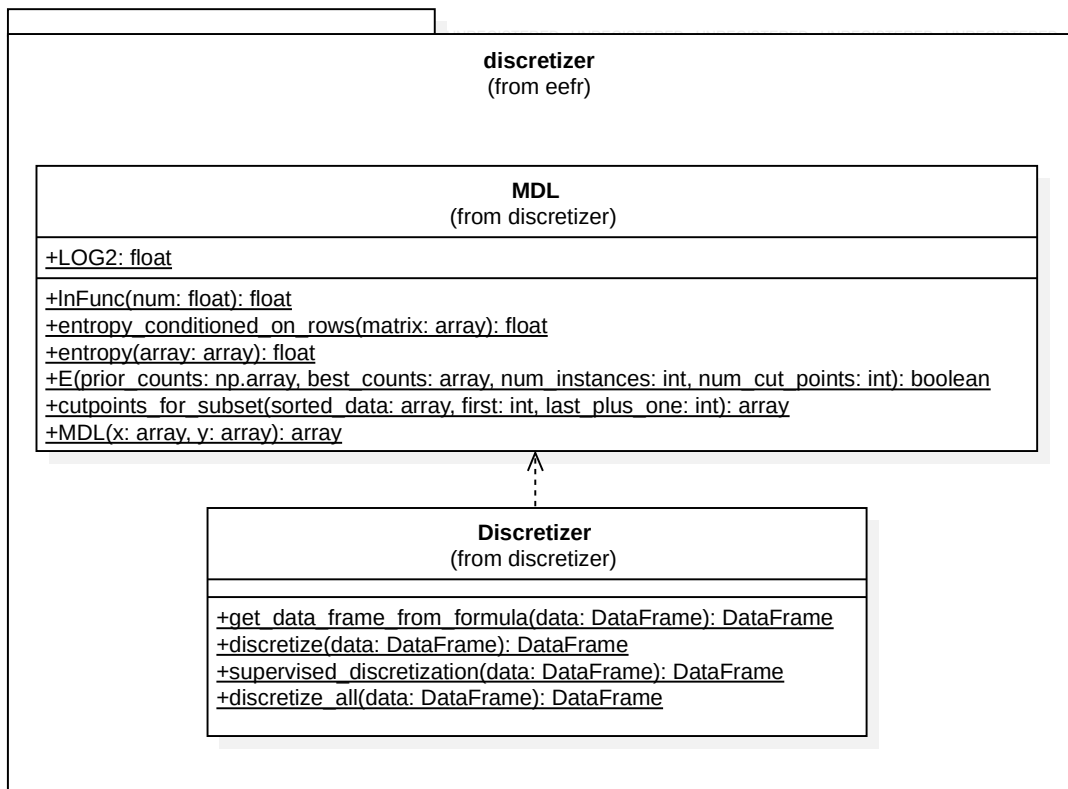 discretizer
(from eefr)
MDL
(from discretizer)
+LOG2: float
+lnFunc(num: float): float
+entropy_conditioned_on_rows(matrix: array): float
+entropy(array: array): float
+E(prior_counts: np.array, best_counts: array, num_instances: int, num_cut_points: int): boolean
+cutpoints_for_subset(sorted_data: array, first: int, last_plus_one: int): array
+MDL(x: array, y: array): array
Discretizer
(from discretizer)
+get_data_frame_from_formula(data: DataFrame): DataFrame
+discretize(data: DataFrame): DataFrame
+supervised_discretization(data: DataFrame): DataFrame
+discretize_all(data: DataFrame): DataFrame